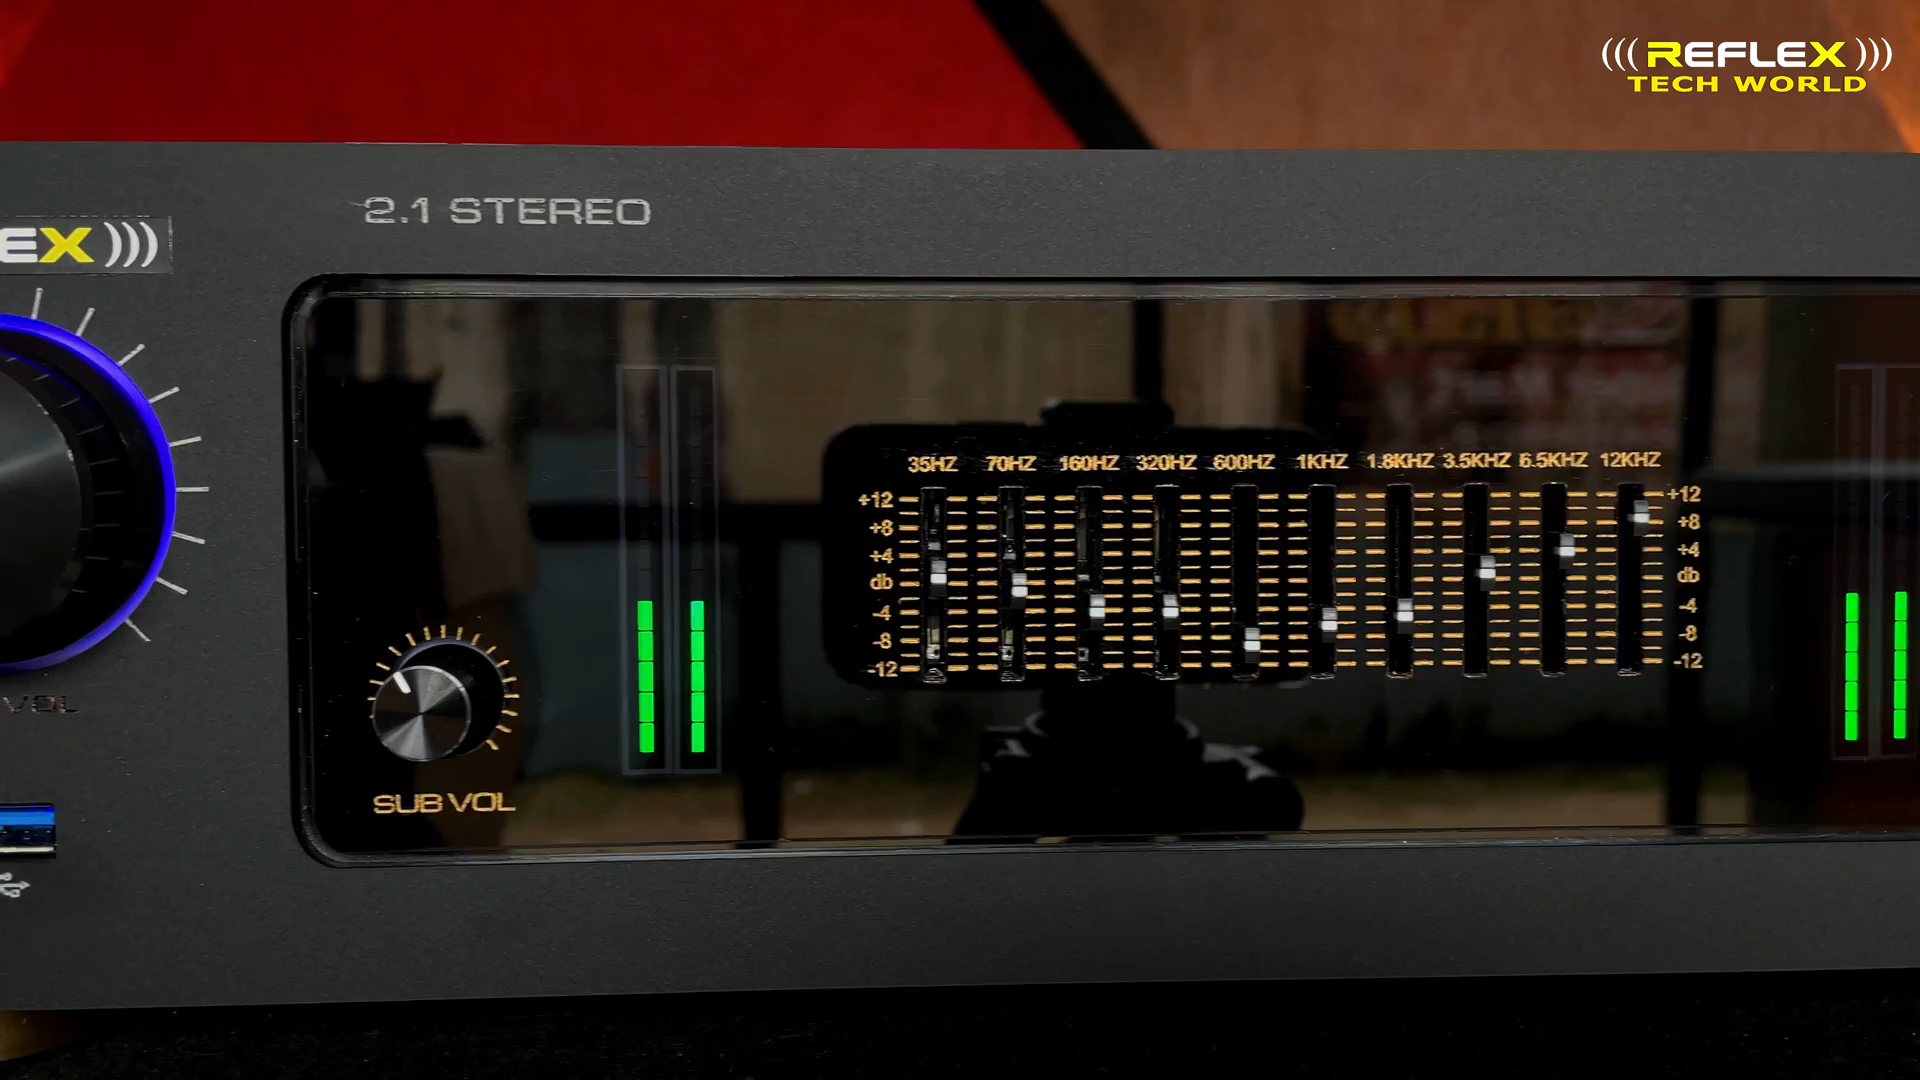 REFLEX
TECH WORLD
2.1 STEREO
EX
VOL
SUB VOL
35HZ 70HZ 160HZ 320HZ 600HZ 1KHZ 1.8KHZ 3.5KHZ 6.5KHZ 12KHZ
+12 +12
+8 +8
+4 +4
db db
-4 -4
-8 -8
-12 -12